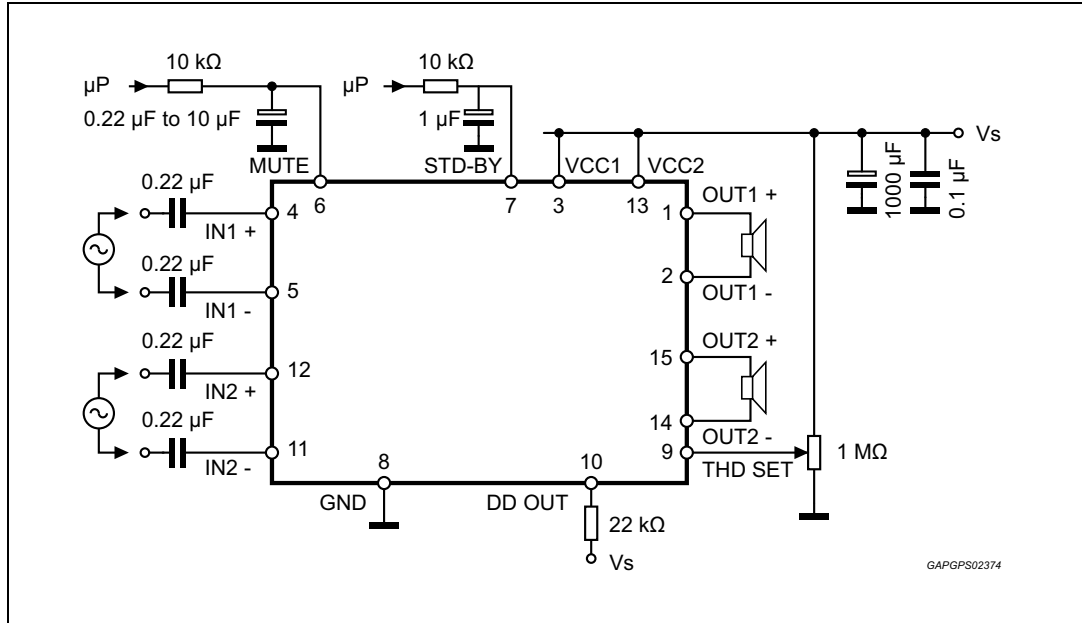 10 kΩ
µP
0.22 µF to 10 µF
MUTE
10 kΩ
µP
1 µF
STD-BY
VCC1
VCC2
Vs
1000 µF
0.1 µF
6
7
3
13
0.22 µF
4
IN1 +
0.22 µF
5
IN1 -
0.22 µF
12
IN2 +
0.22 µF
11
IN2 -
OUT1 +
1
2
OUT1 -
OUT2 +
15
14
OUT2 -
9
THD SET
1 MΩ
8
GND
10
DD OUT
22 kΩ
Vs
GAPGPS02374